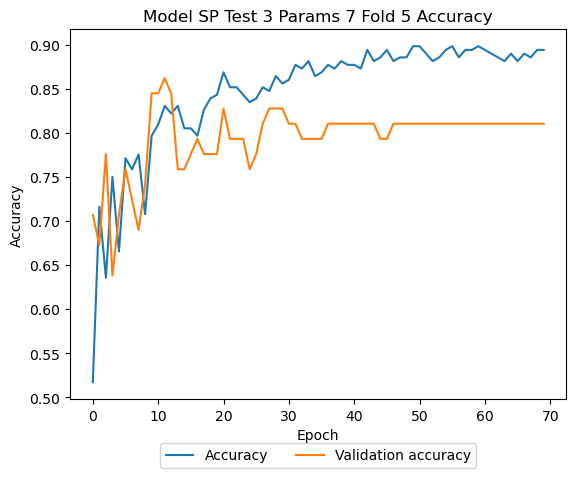 Model SP Test 3 Params 7 Fold 5 Accuracy
0.90
0.85
0.80
0.75
0.70
0.65
0.60
0.55
0.50
Accuracy
0 10 20 30 40 50 60 70
Epoch
Accuracy Validation accuracy